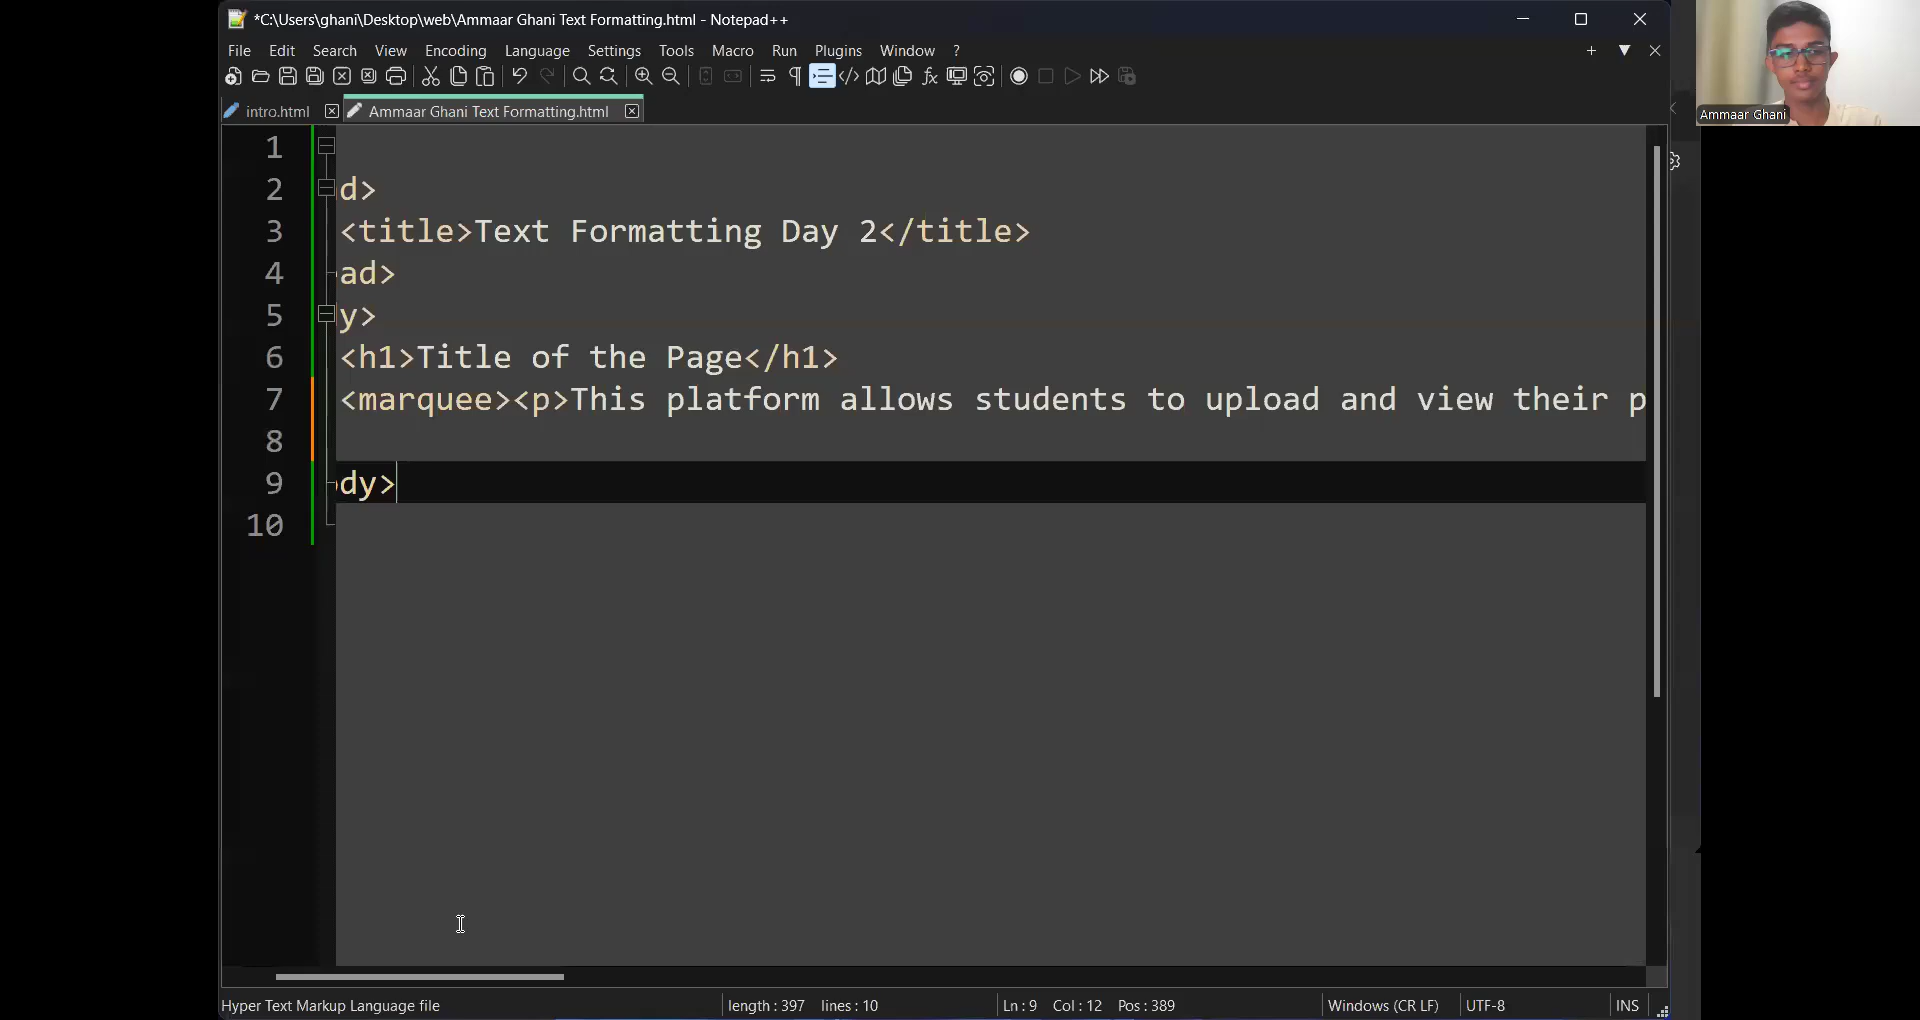 *C:\Users\ghani\Desktop\web\Ammaar Ghani Text Formatting.html - Notepad++
File Edit Search View Encoding Language Settings Tools Macro Run Plugins Window ?
intro.html Ammaar Ghani Text Formatting.html
Ammaar Ghani
1
2 d>
3 <title>Text Formatting Day 2</title>
4 ad>
5 y>
6 <h1>Title of the Page</h1>
7 <marquee><p>This platform allows students to upload and view their p
8
9 dy>
10
Hyper Text Markup Language file length : 397 lines : 10 Ln : 9 Col : 12 Pos : 389 Windows (CR LF) UTF-8 INS